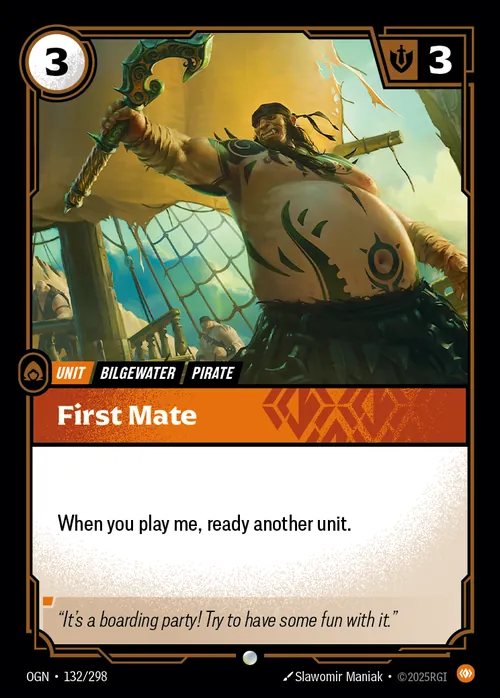 3
3
UNIT BILGEWATER PIRATE
First Mate
When you play me, ready another unit.
“It’s a boarding party! Try to have some fun with it.”
OGN • 132/298 Slawomir Maniak • ©2025RGI